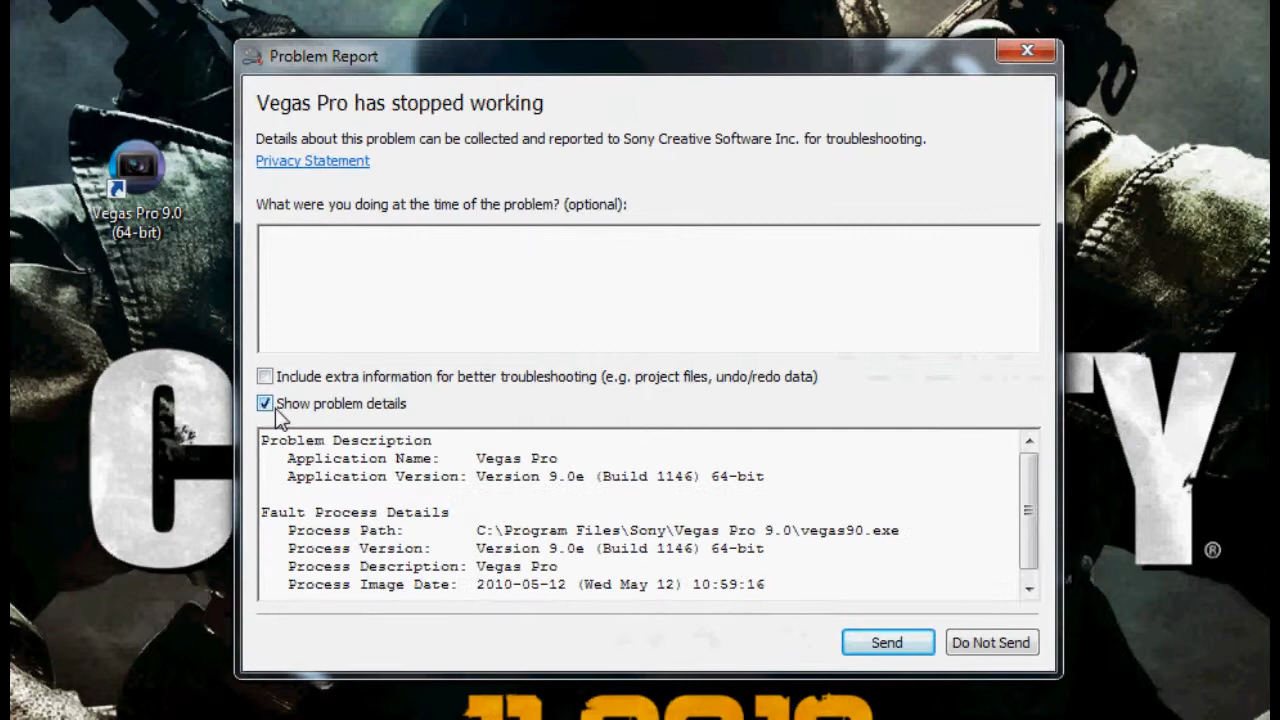 Problem Report
Vegas Pro has stopped working
Details about this problem can be collected and reported to Sony Creative Software Inc. for troubleshooting.
Privacy Statement
What were you doing at the time of the problem? (optional):
Vegas Pro 9.0
(64-bit)
Include extra information for better troubleshooting (e.g. project files, undo/redo data)
Show problem details
Problem Description
Application Name: Vegas Pro
Application Version: Version 9.0e (Build 1146) 64-bit
Fault Process Details
Process Path: C:\Program Files\Sony\Vegas Pro 9.0\vegas90.exe
Process Version: Version 9.0e (Build 1146) 64-bit
Process Description: Vegas Pro
Process Image Date: 2010-05-12 (Wed May 12) 10:59:16
C Y ®
Send Do Not Send